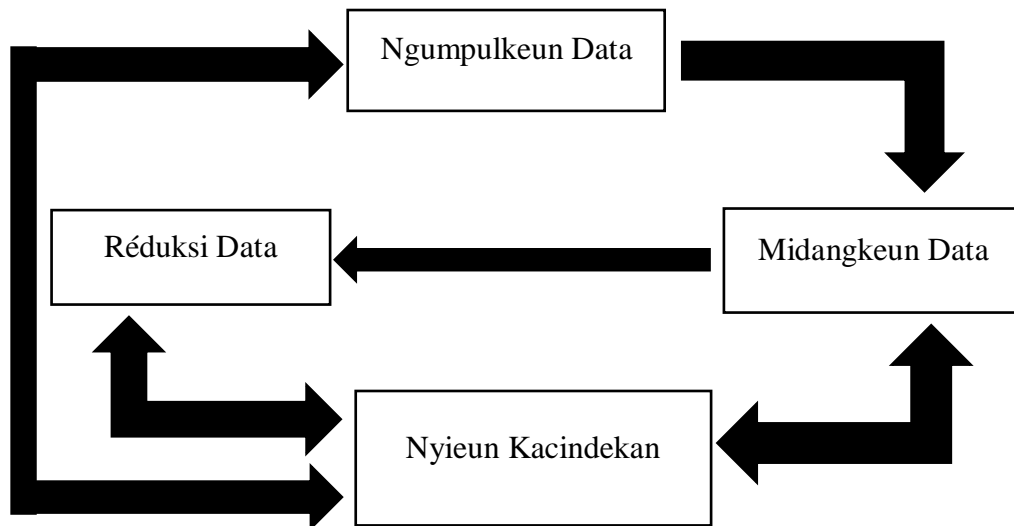 Ngumpulkeun Data
Réduksi Data
Midangkeun Data
Nyieun Kacindekan